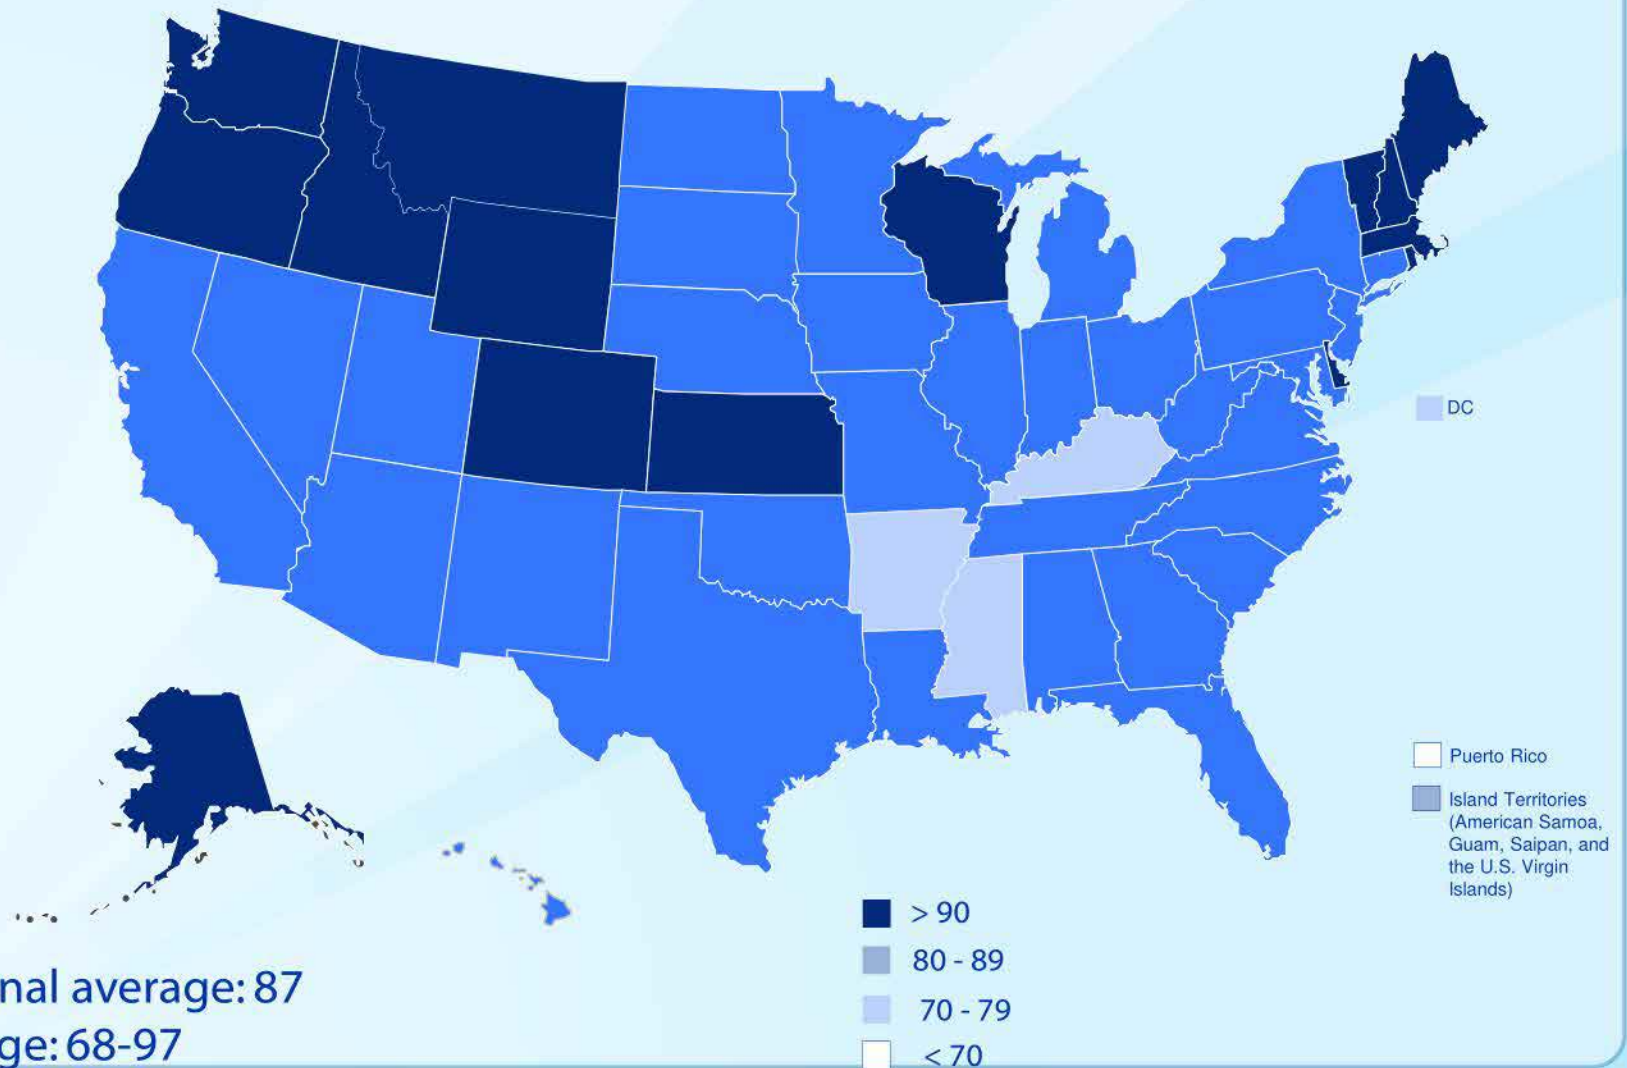 DC
Puerto Rico
Island Territories
(American Samoa,
Guam, Saipan, and
the U.S. Virgin
Islands)
> 90
80 - 89
70 - 79
< 70
nal average: 87
ge: 68-97